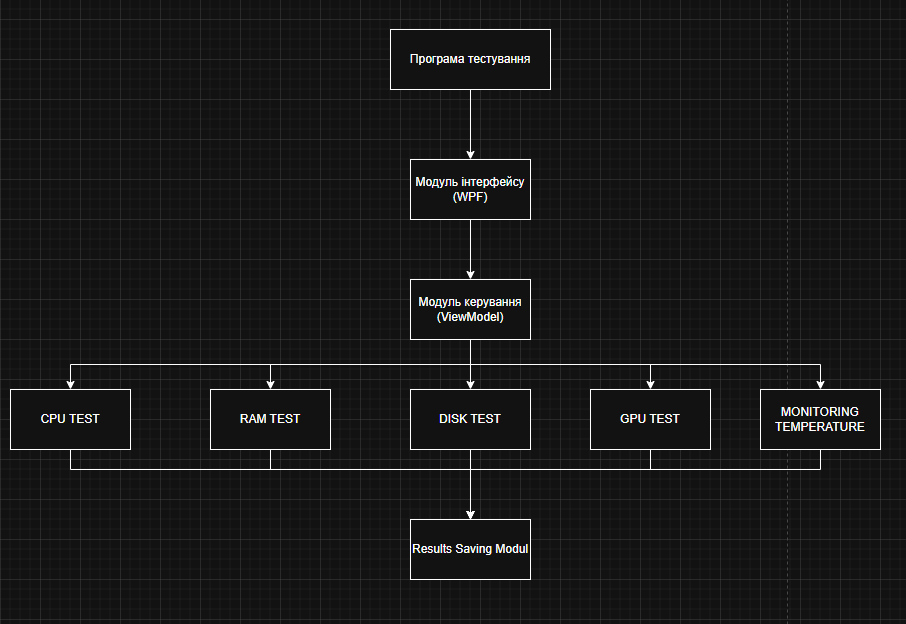 Програма тестування
Модуль інтерфейсу
(WPF)
Модуль керування
(ViewModel)
CPU TEST
RAM TEST
DISK TEST
GPU TEST
MONITORING
TEMPERATURE
Results Saving Modul